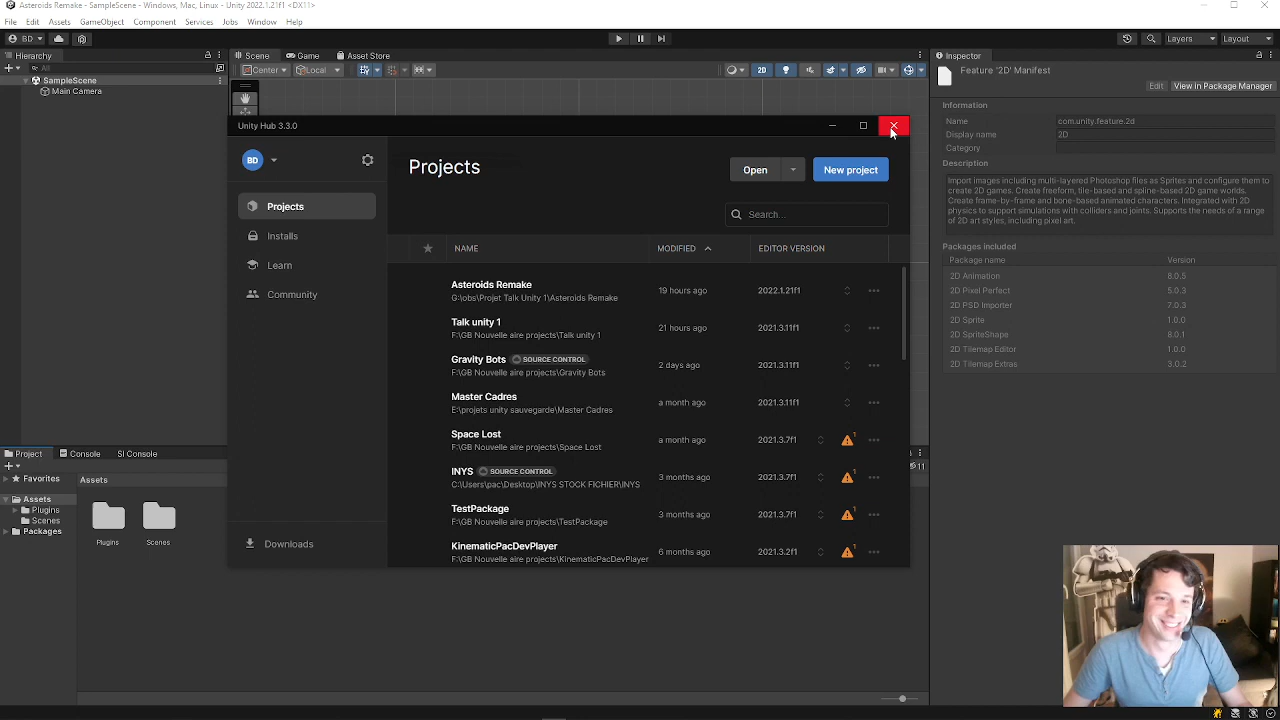 Asteroids Remake - SampleScene - Windows, Mac, Linux - Unity 2022.1.21f1 <DX11>
File Edit Assets GameObject Component Services Jobs Window Help
BD
Layers Layout
Hierarchy
All
SampleScene
Main Camera
Scene Game Asset Store
Center Local 2D
Unity Hub 3.3.0
BD
Projects
Installs
Learn
Community
Downloads
Projects
Open New project
Search...
NAME MODIFIED EDITOR VERSION
Asteroids Remake 19 hours ago 2022.1.21f1
G:\obs\Projet Talk Unity 1\Asteroids Remake
Talk unity 1 21 hours ago 2021.3.11f1
F:\GB Nouvelle aire projects\Talk unity 1
Gravity Bots SOURCE CONTROL 2 days ago 2021.3.11f1
F:\GB Nouvelle aire projects\Gravity Bots
Master Cadres a month ago 2021.3.11f1
E:\projets unity sauvegarde\Master Cadres
Space Lost a month ago 2021.3.7f1 1
F:\GB Nouvelle aire projects\Space Lost
INYS SOURCE CONTROL 3 months ago 2021.3.7f1 1
C:\Users\pac\Desktop\INYS STOCK FICHIER\INYS
TestPackage 3 months ago 2021.3.7f1 1
F:\GB Nouvelle aire projects\TestPackage
KinematicPacDevPlayer 6 months ago 2021.3.2f1 1
F:\GB Nouvelle aire projects\KinematicPacDevPlayer
Inspector
Feature '2D' Manifest
Edit View in Package Manager
Information
Name com.unity.feature.2d
Display name 2D
Category
Description
Import images including multi-layered Photoshop files as Sprites and configure them to
create 2D games. Create freeform, tile-based and spline-based 2D game worlds.
Create frame-by-frame and bone-based animated characters. Integrated with 2D
physics to support simulations with colliders and joints. Supports the needs of a range
of 2D art styles, including pixel art.
Packages included
Package name Version
2D Animation 8.0.5
2D Pixel Perfect 5.0.3
2D PSD Importer 7.0.3
2D Sprite 1.0.0
2D SpriteShape 8.0.1
2D Tilemap Editor 1.0.0
2D Tilemap Extras 3.0.2
Project Console SI Console
11
Favorites
Assets
Plugins
Scenes
Packages
Assets
Plugins Scenes